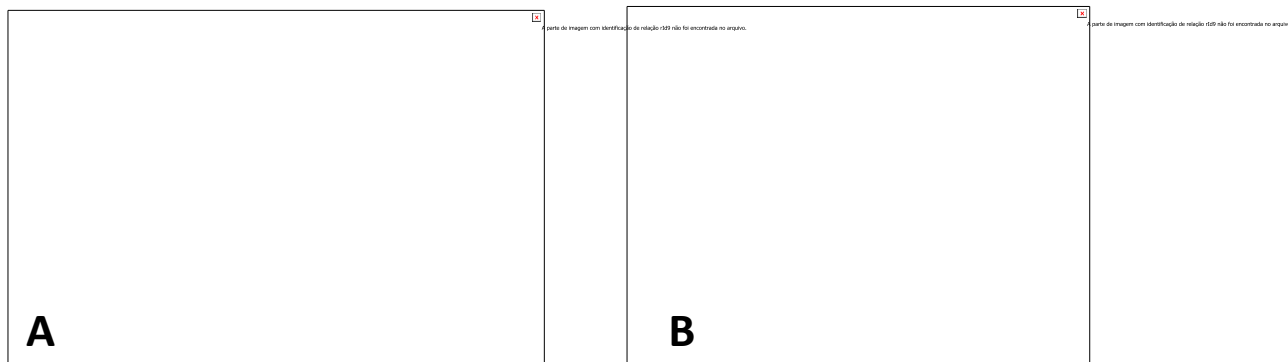 A parte de imagem com identificação de relação rId9 não foi encontrada no arquivo.
A parte de imagem com identificação de relação rId9 não foi encontrada no arquivo
A
B